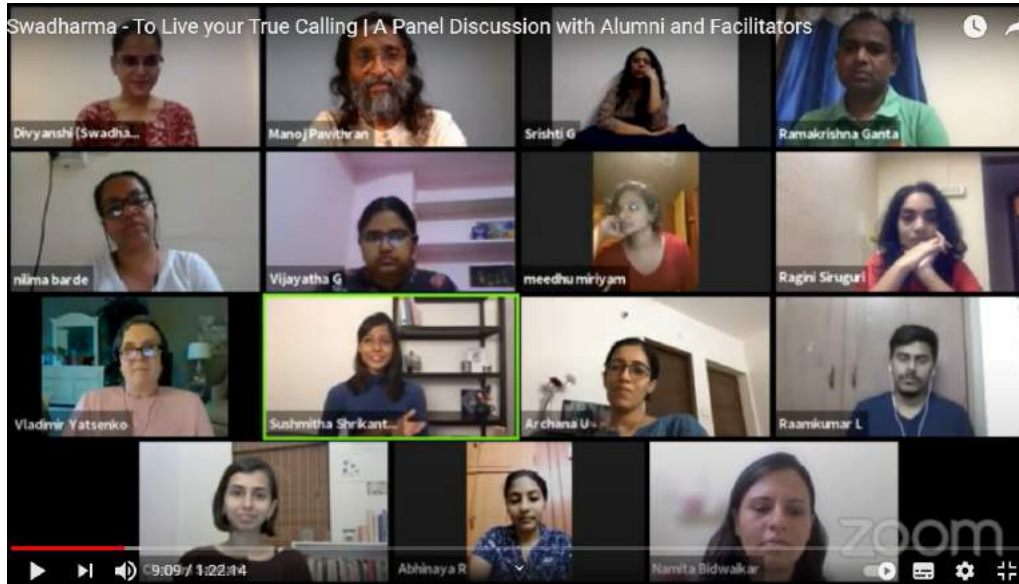 Swadharma - To Live your True Calling | A Panel Discussion with Alumni and Facilitators
Divyanshi (Swadha...
Manoj Pavithran
Srishti G
Ramakrishna Ganta
nilima barde
Vijayatha G
meedhu miriyam
Ragini Siruguri
Vladimir Yatsenko
Sushmitha Shrikant...
Archana U
Raamkumar L
Abhinaya R
Namita Bidwaikar
zoom
9:09 / 1:22:14